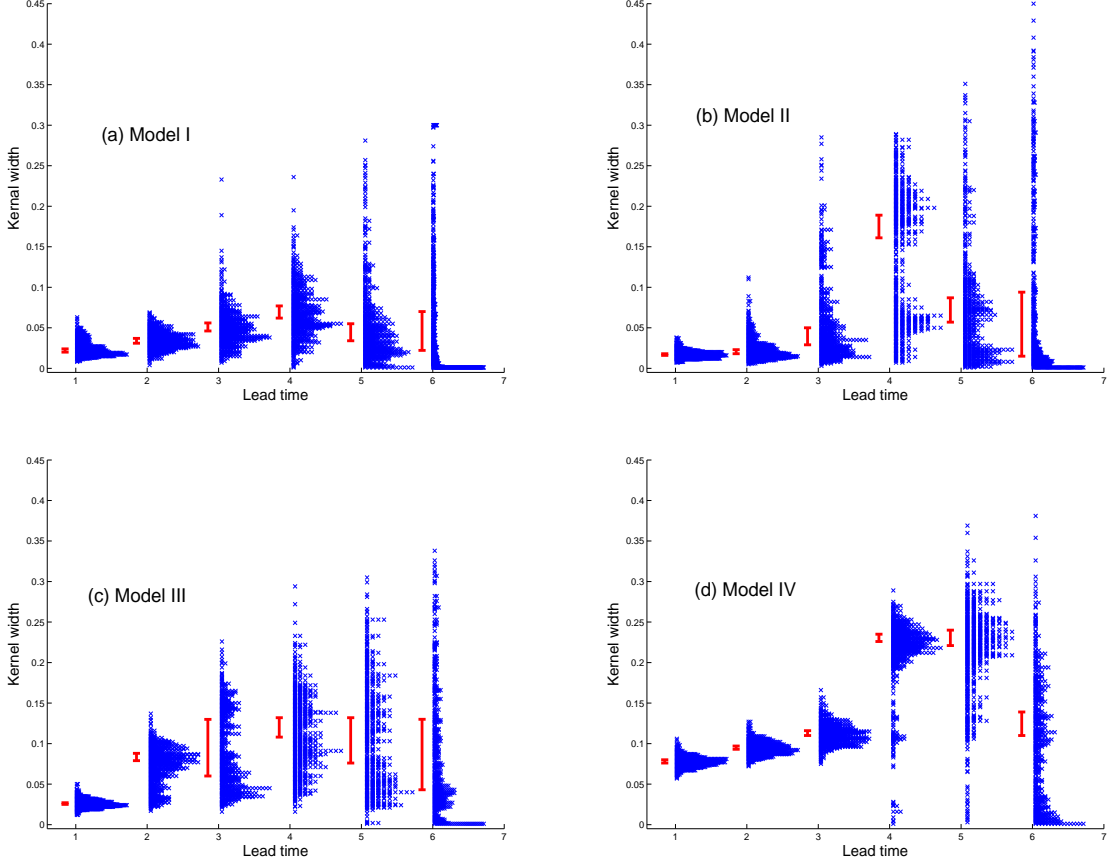 (a) Model I
Kernal width
0.45
0.4
0.35
0.3
0.25
0.2
0.15
0.1
0.05
0
1 2 3 4 5 6 7
Lead time
(b) Model II
Kernel width
0.45
0.4
0.35
0.3
0.25
0.2
0.15
0.1
0.05
0
1 2 3 4 5 6 7
Lead time
(c) Model III
Kernel width
0.45
0.4
0.35
0.3
0.25
0.2
0.15
0.1
0.05
0
1 2 3 4 5 6 7
Lead time
(d) Model IV
Kernel width
0.45
0.4
0.35
0.3
0.25
0.2
0.15
0.1
0.05
0
1 2 3 4 5 6 7
Lead time